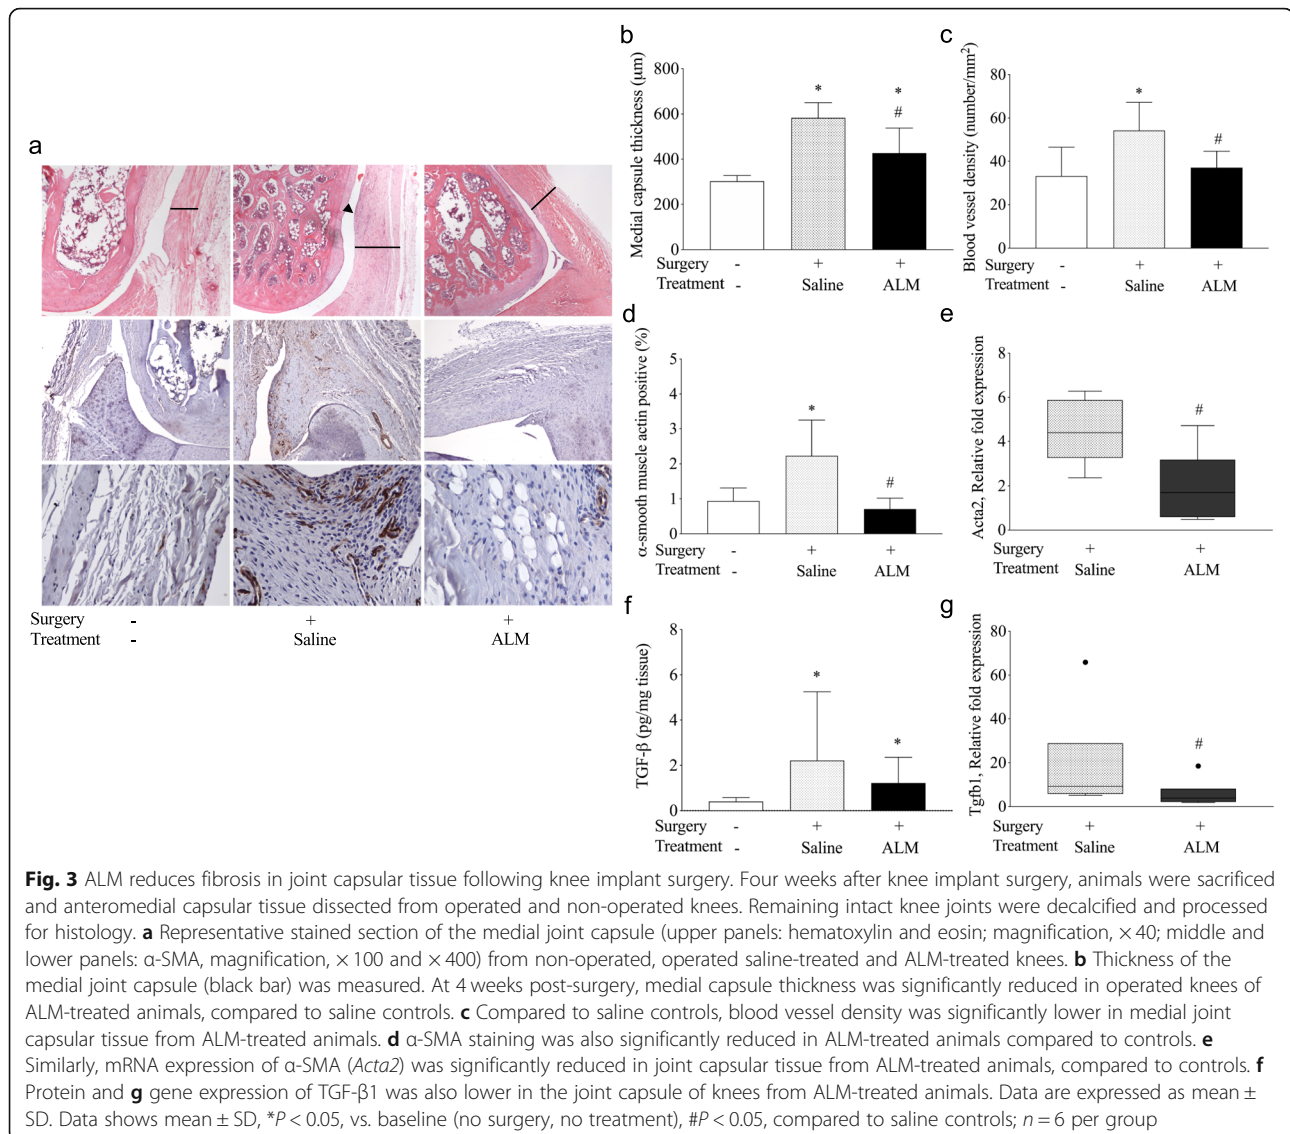 a
Surgery - + +
Treatment - Saline ALM
b
Medial capsule thickness (μm)
800
600
400
200
0
* * #
Surgery - + +
Treatment - Saline ALM
c
Blood vessel density (number/mm²)
80
60
40
20
0
* #
Surgery - + +
Treatment - Saline ALM
d
α-smooth muscle actin positive (%)
5
4
3
2
1
0
* #
Surgery - + +
Treatment - Saline ALM
e
Acta2, Relative fold expression
8
6
4
2
0
#
Surgery + +
Treatment Saline ALM
f
TGF-β (pg/mg tissue)
8
6
4
2
0
* *
Surgery - + +
Treatment - Saline ALM
g
Tgfb1, Relative fold expression
80
60
40
20
0
#
Surgery + +
Treatment Saline ALM
Fig. 3 ALM reduces fibrosis in joint capsular tissue following knee implant surgery. Four weeks after knee implant surgery, animals were sacrificed
and anteromedial capsular tissue dissected from operated and non-operated knees. Remaining intact knee joints were decalcified and processed
for histology. a Representative stained section of the medial joint capsule (upper panels: hematoxylin and eosin; magnification, × 40; middle and
lower panels: α-SMA, magnification, × 100 and × 400) from non-operated, operated saline-treated and ALM-treated knees. b Thickness of the
medial joint capsule (black bar) was measured. At 4 weeks post-surgery, medial capsule thickness was significantly reduced in operated knees of
ALM-treated animals, compared to saline controls. c Compared to saline controls, blood vessel density was significantly lower in medial joint
capsular tissue from ALM-treated animals. d α-SMA staining was also significantly reduced in ALM-treated animals compared to controls. e
Similarly, mRNA expression of α-SMA (Acta2) was significantly reduced in joint capsular tissue from ALM-treated animals, compared to controls. f
Protein and g gene expression of TGF-β1 was also lower in the joint capsule of knees from ALM-treated animals. Data are expressed as mean ±
SD. Data shows mean ± SD, *P < 0.05, vs. baseline (no surgery, no treatment), #P < 0.05, compared to saline controls; n = 6 per group